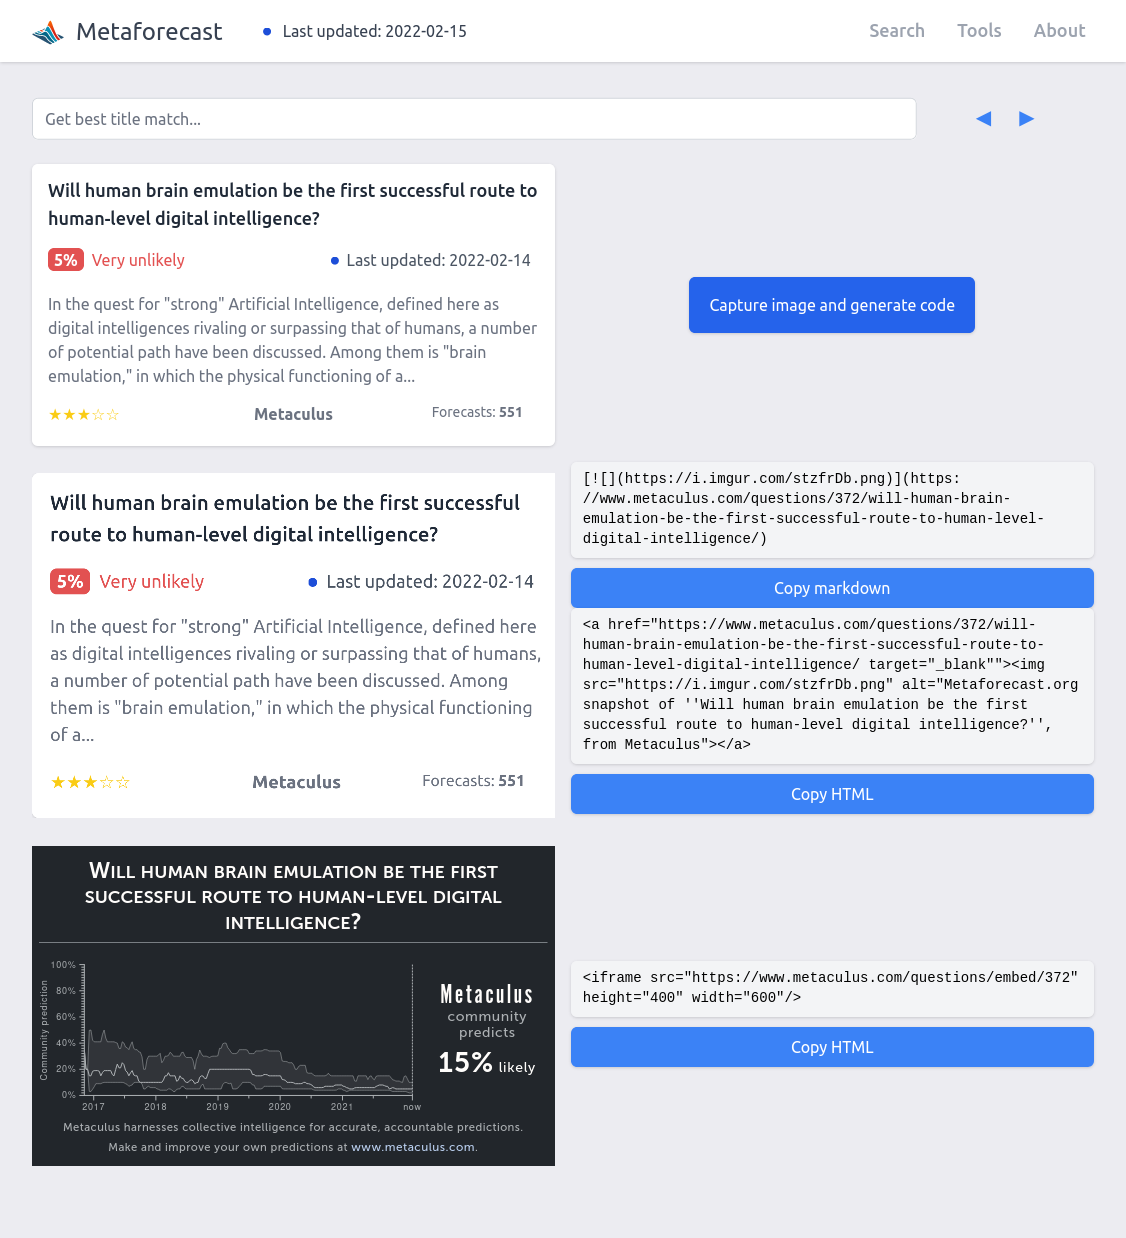 Metaforecast
Last updated: 2022-02-15
Search
Tools
About
Get best title match...
Will human brain emulation be the first successful route to
human-level digital intelligence?
5% Very unlikely
Last updated: 2022-02-14
In the quest for "strong" Artificial Intelligence, defined here as
digital intelligences rivaling or surpassing that of humans, a number
of potential path have been discussed. Among them is "brain
emulation," in which the physical functioning of a...
★★★☆☆
Metaculus
Forecasts: 551
Capture image and generate code
Will human brain emulation be the first successful
route to human-level digital intelligence?
5% Very unlikely
Last updated: 2022-02-14
In the quest for "strong" Artificial Intelligence, defined here
as digital intelligences rivaling or surpassing that of humans,
a number of potential path have been discussed. Among
them is "brain emulation," in which the physical functioning
of a...
★★★☆☆
Metaculus
Forecasts: 551
[![](https://i.imgur.com/stzfrDb.png)](https:
//www.metaculus.com/questions/372/will-human-brain-
emulation-be-the-first-successful-route-to-human-level-
digital-intelligence/)
Copy markdown
<a href="https://www.metaculus.com/questions/372/will-
human-brain-emulation-be-the-first-successful-route-to-
human-level-digital-intelligence/ target="_blank""><img
src="https://i.imgur.com/stzfrDb.png" alt="Metaforecast.org
snapshot of ''Will human brain emulation be the first
successful route to human-level digital intelligence?'',
from Metaculus"></a>
Copy HTML
Will human brain emulation be the first
successful route to human-level digital
intelligence?
Community prediction
100%
80%
60%
40%
20%
0%
2017
2018
2019
2020
2021
now
Metaculus
community
predicts
15% likely
Metaculus harnesses collective intelligence for accurate, accountable predictions.
Make and improve your own predictions at www.metaculus.com.
<iframe src="https://www.metaculus.com/questions/embed/372"
height="400" width="600"/>
Copy HTML